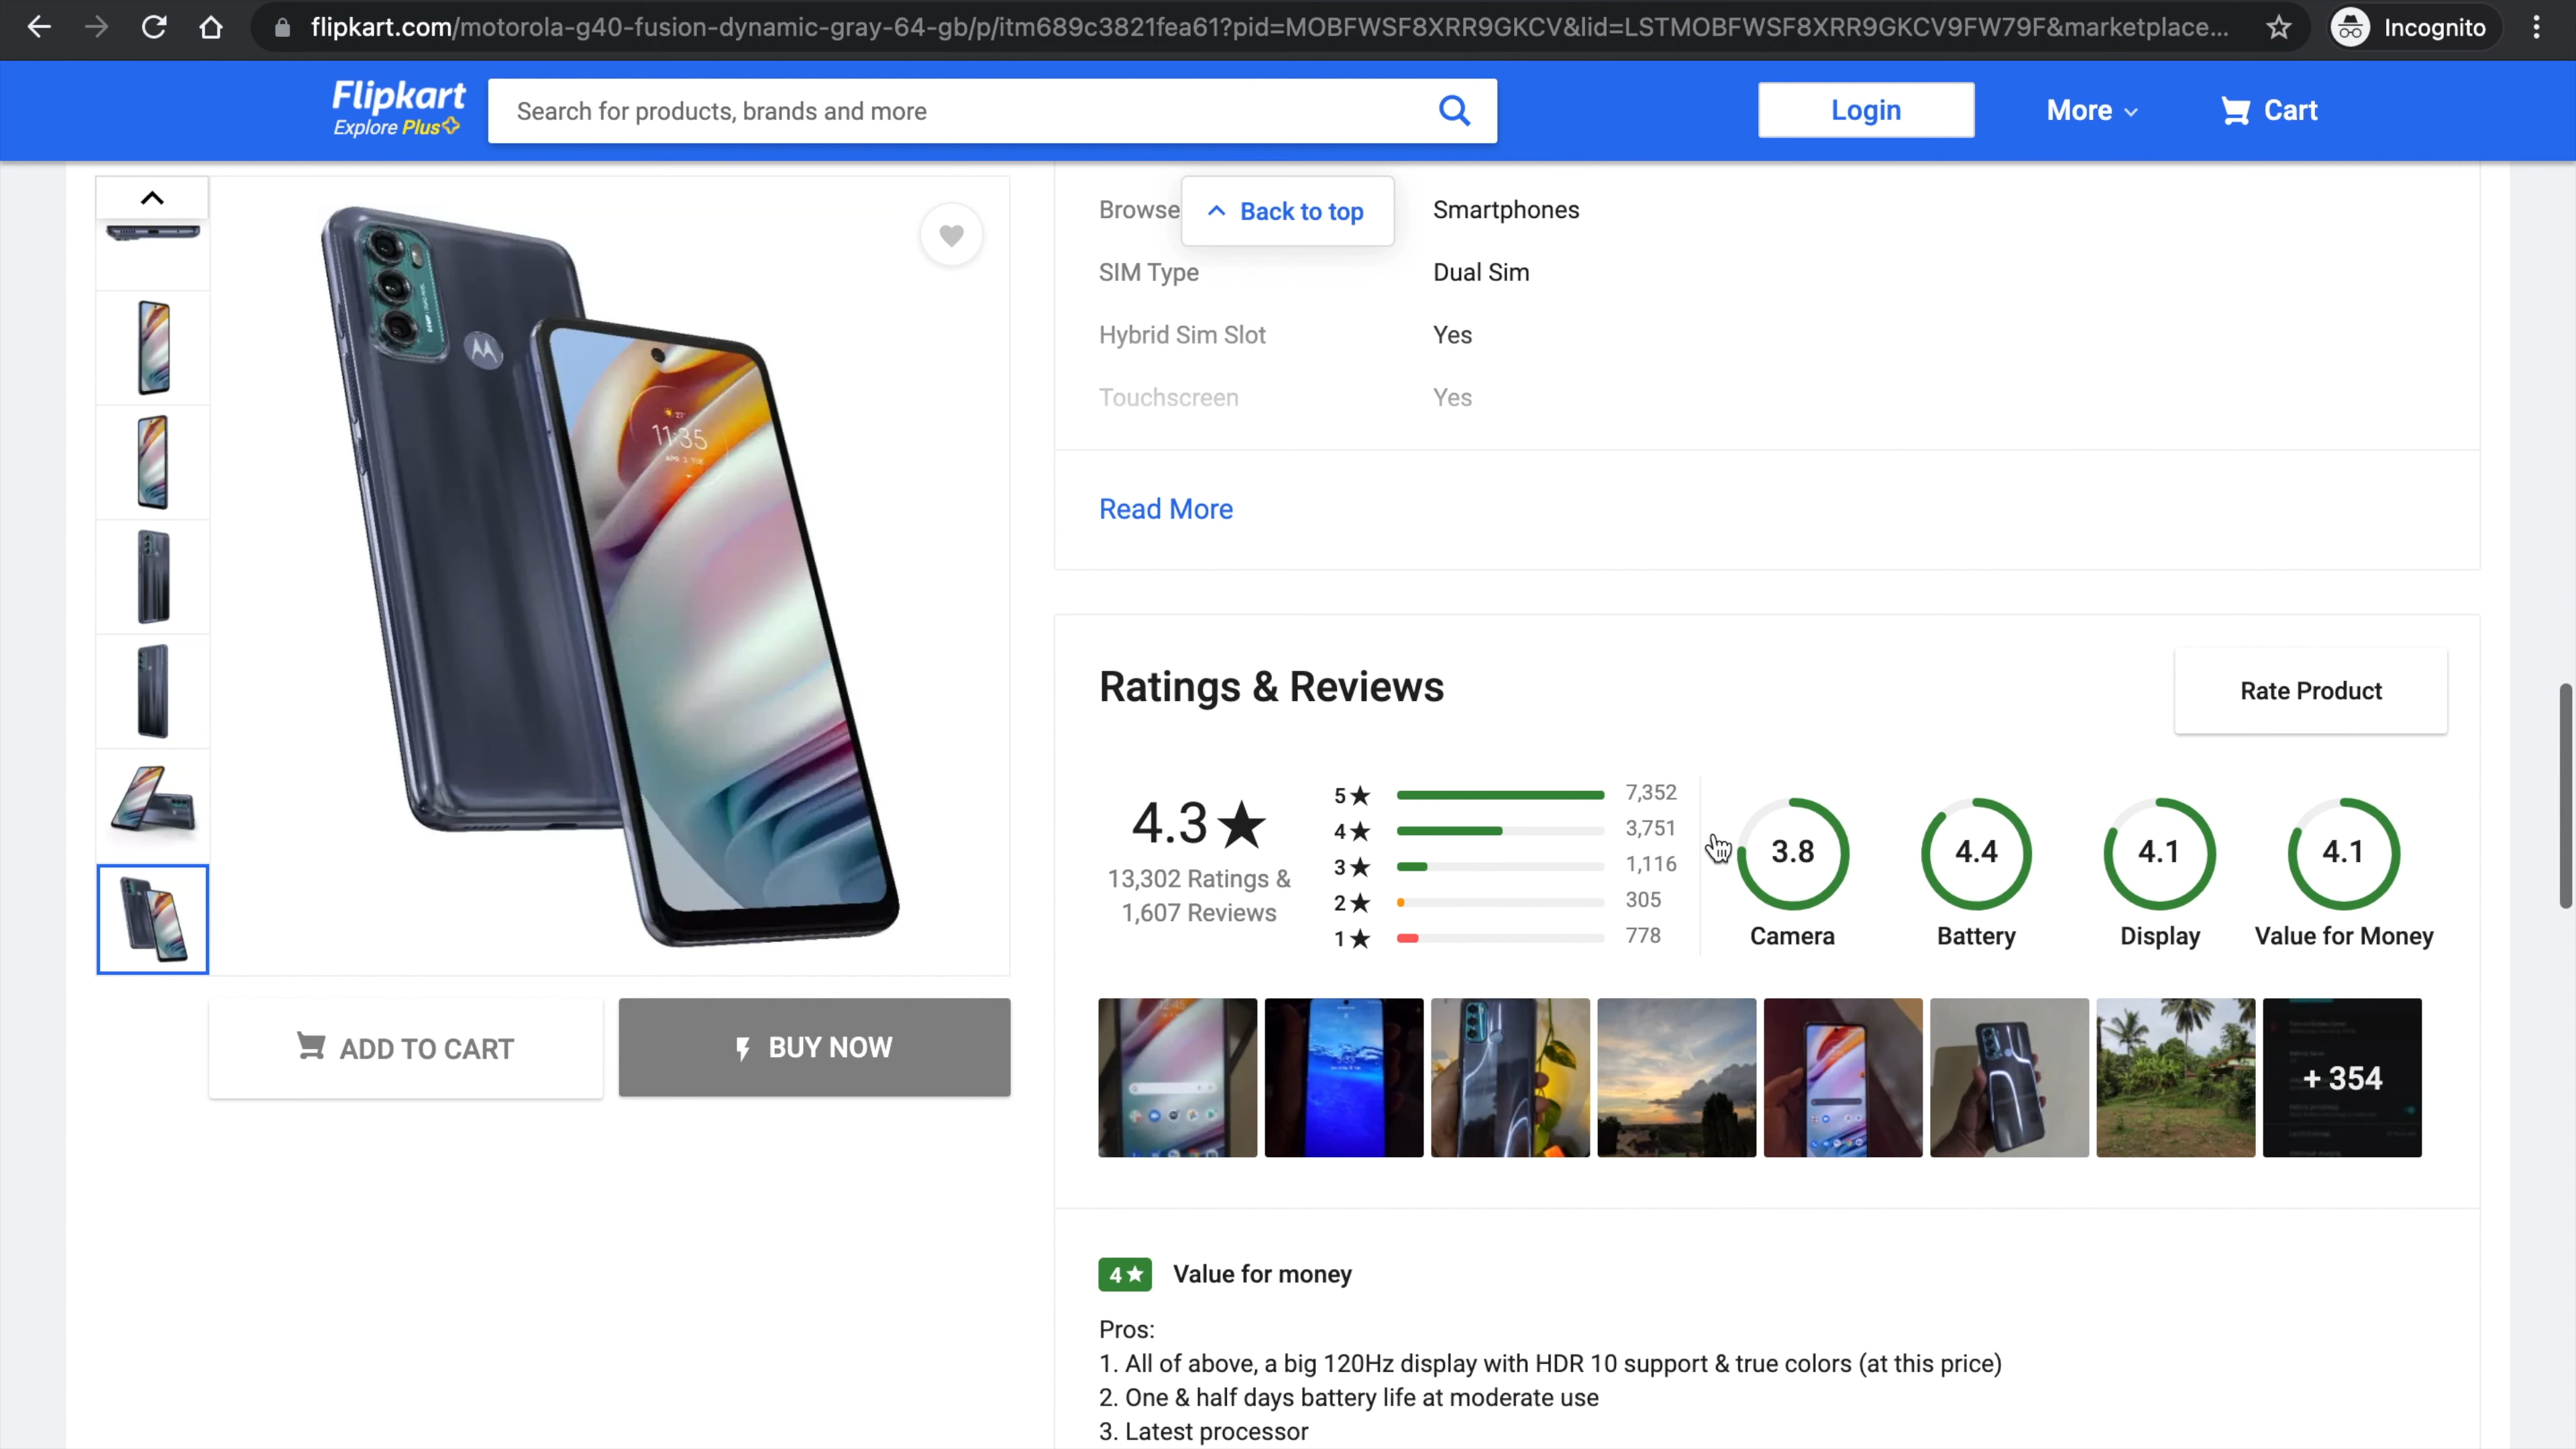 flipkart.com/motorola-g40-fusion-dynamic-gray-64-gb/p/itm689c3821fea61?pid=MOBFWSF8XRR9GKCV&lid=LSTMOBFWSF8XRR9GKCV9FW79F&marketplace...
Incognito
Flipkart
Explore Plus
Search for products, brands and more
Login
More
Cart
Browse
Back to top
Smartphones
SIM Type
Dual Sim
Hybrid Sim Slot
Yes
Touchscreen
Yes
Read More
11:35
Ratings & Reviews
Rate Product
4.3★
13,302 Ratings &
1,607 Reviews
5★ 7,352
4★ 3,751
3★ 1,116
2★ 305
1★ 778
3.8
Camera
4.4
Battery
4.1
Display
4.1
Value for Money
+ 354
ADD TO CART
BUY NOW
4★ Value for money
Pros:
1. All of above, a big 120Hz display with HDR 10 support & true colors (at this price)
2. One & half days battery life at moderate use
3. Latest processor